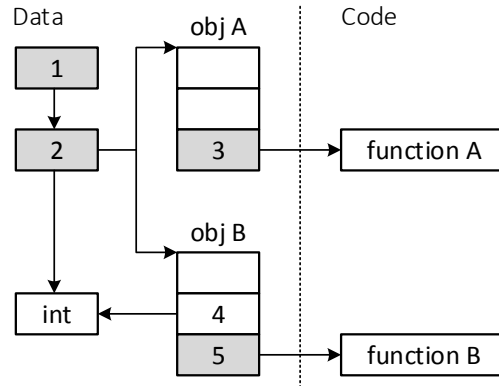 Data
obj A
Code
1
2
3
function A
obj B
int
4
5
function B